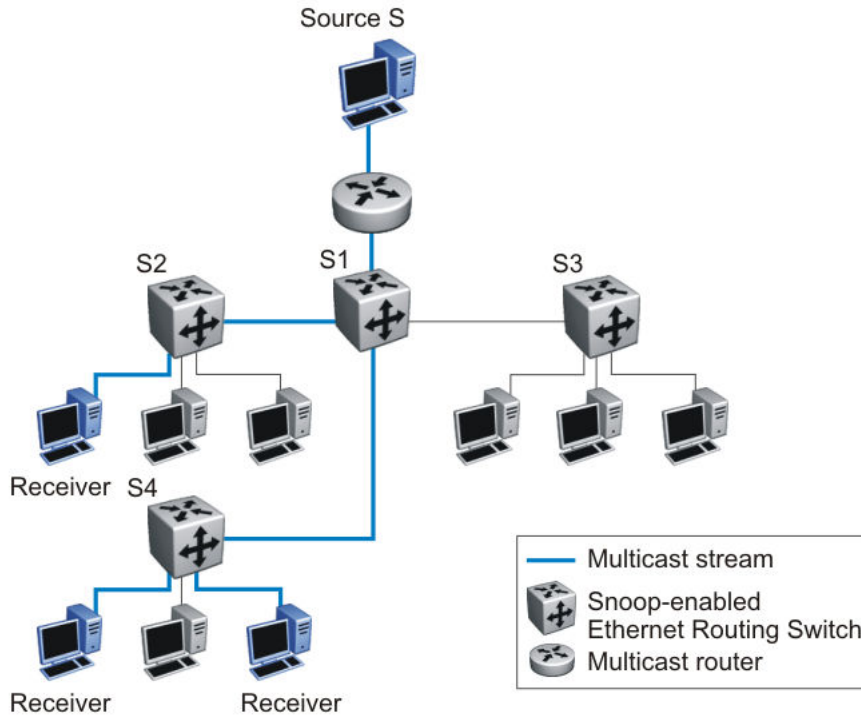 Source S
S2
S1
S3
Receiver
S4
Receiver
Receiver
Multicast stream
Snoop-enabled
Ethernet Routing Switch
Multicast router